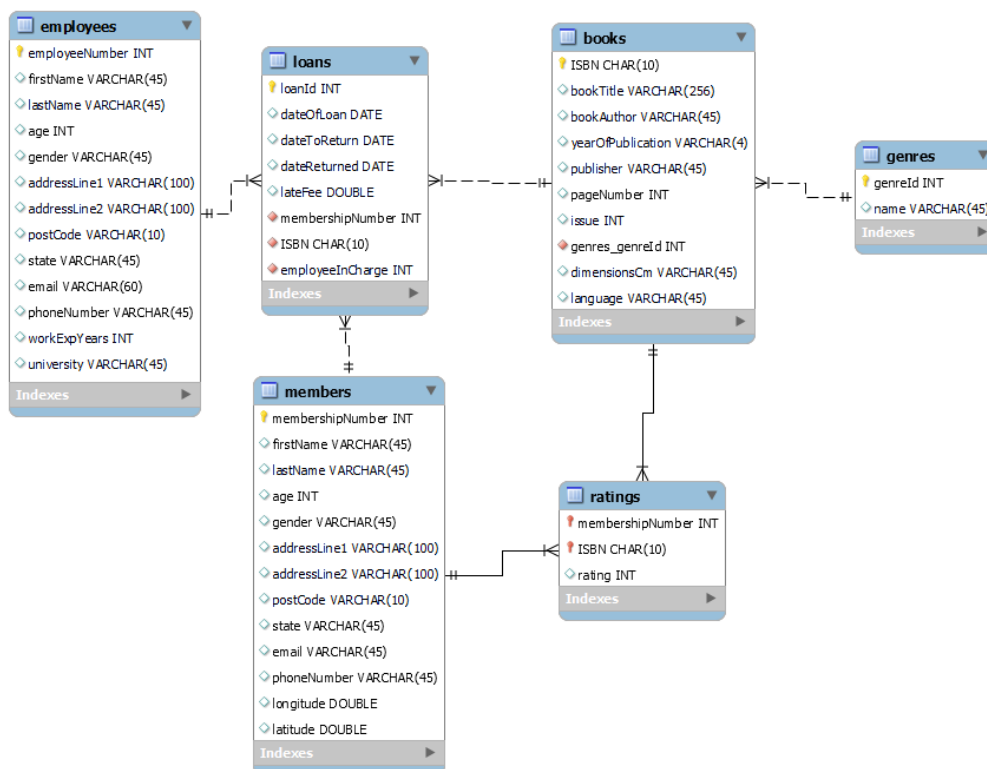 employees
employeeNumber INT
firstName VARCHAR(45)
lastName VARCHAR(45)
age INT
gender VARCHAR(45)
addressLine1 VARCHAR(100)
addressLine2 VARCHAR(100)
postCode VARCHAR(10)
state VARCHAR(45)
email VARCHAR(60)
phoneNumber VARCHAR(45)
workExpYears INT
university VARCHAR(45)
Indexes
loans
loanId INT
dateOfLoan DATE
dateToReturn DATE
dateReturned DATE
lateFee DOUBLE
membershipNumber INT
ISBN CHAR(10)
employeeInCharge INT
Indexes
books
ISBN CHAR(10)
bookTitle VARCHAR(256)
bookAuthor VARCHAR(45)
yearOfPublication VARCHAR(4)
publisher VARCHAR(45)
pageNumber INT
issue INT
genres_genreId INT
dimensionsCm VARCHAR(45)
language VARCHAR(45)
Indexes
genres
genreId INT
name VARCHAR(45)
Indexes
members
membershipNumber INT
firstName VARCHAR(45)
lastName VARCHAR(45)
age INT
gender VARCHAR(45)
addressLine1 VARCHAR(100)
addressLine2 VARCHAR(100)
postCode VARCHAR(10)
state VARCHAR(45)
email VARCHAR(45)
phoneNumber VARCHAR(45)
longitude DOUBLE
latitude DOUBLE
Indexes
ratings
membershipNumber INT
ISBN CHAR(10)
rating INT
Indexes